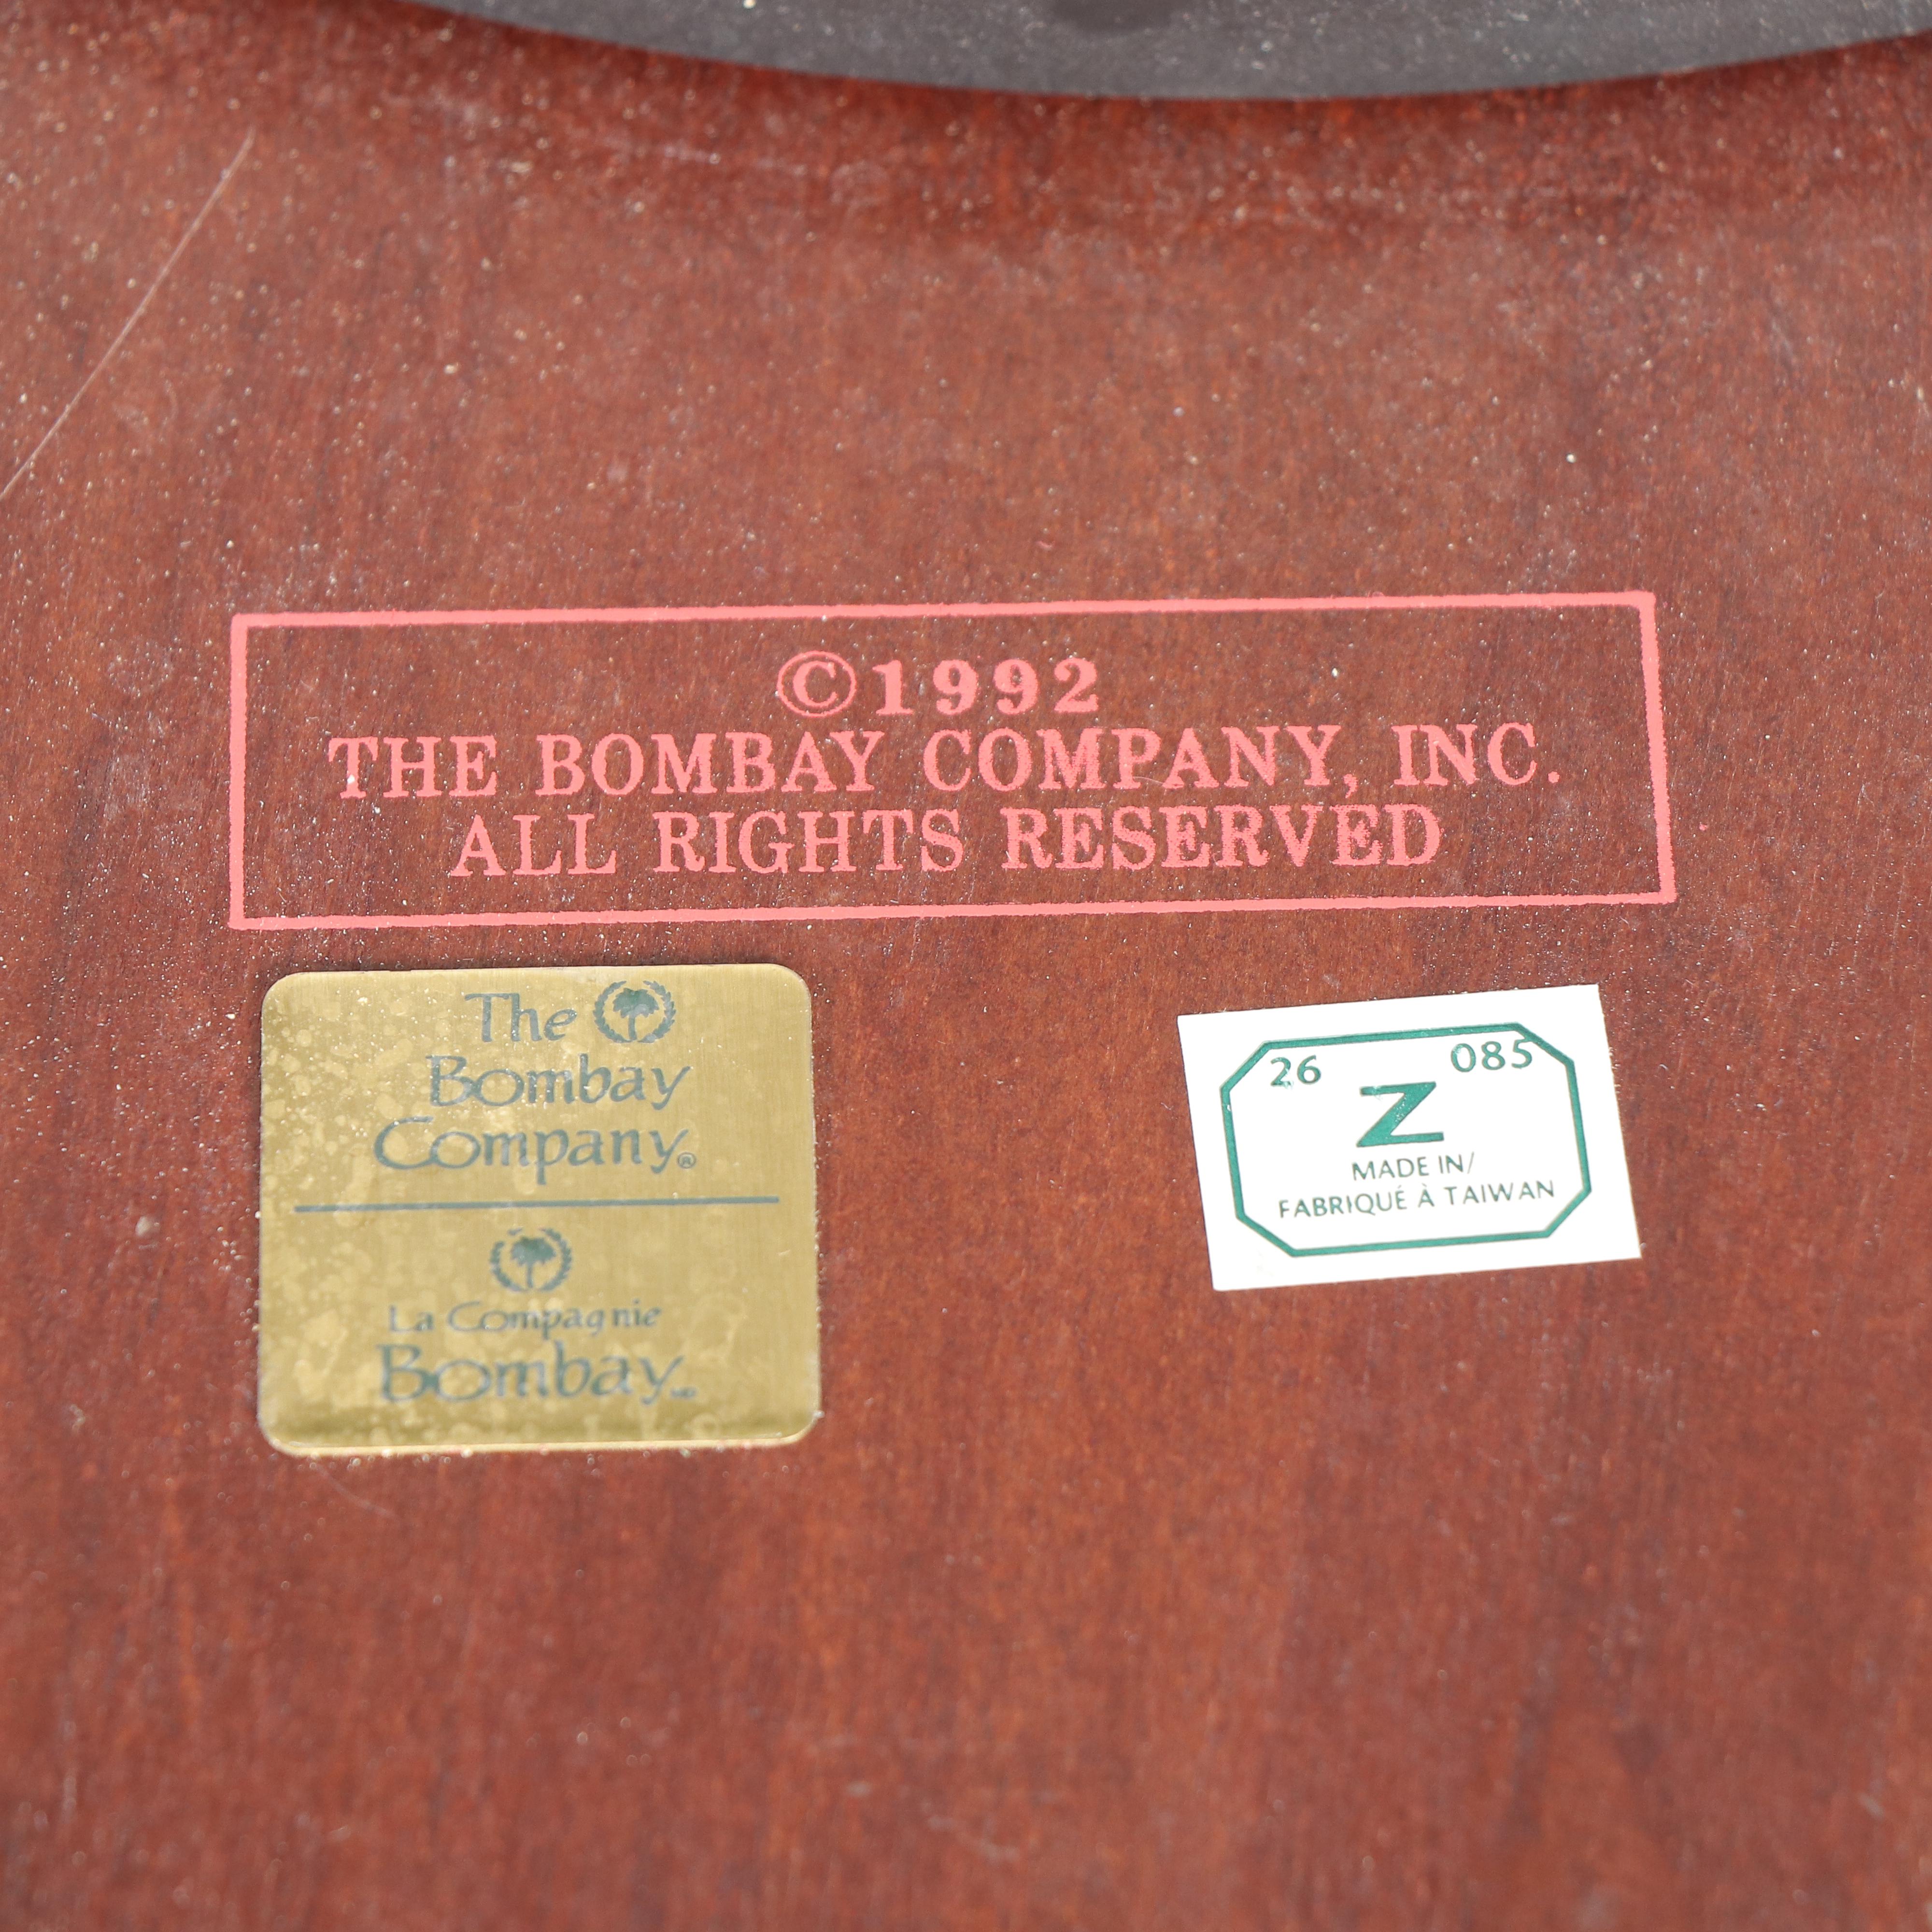 ©1992
THE BOMBAY COMPANY, INC.
ALL RIGHTS RESERVED
The
Bombay
Company®
La Compagnie
Bombay MD
26 085
Z
MADE IN/
FABRIQUÉ À TAIWAN